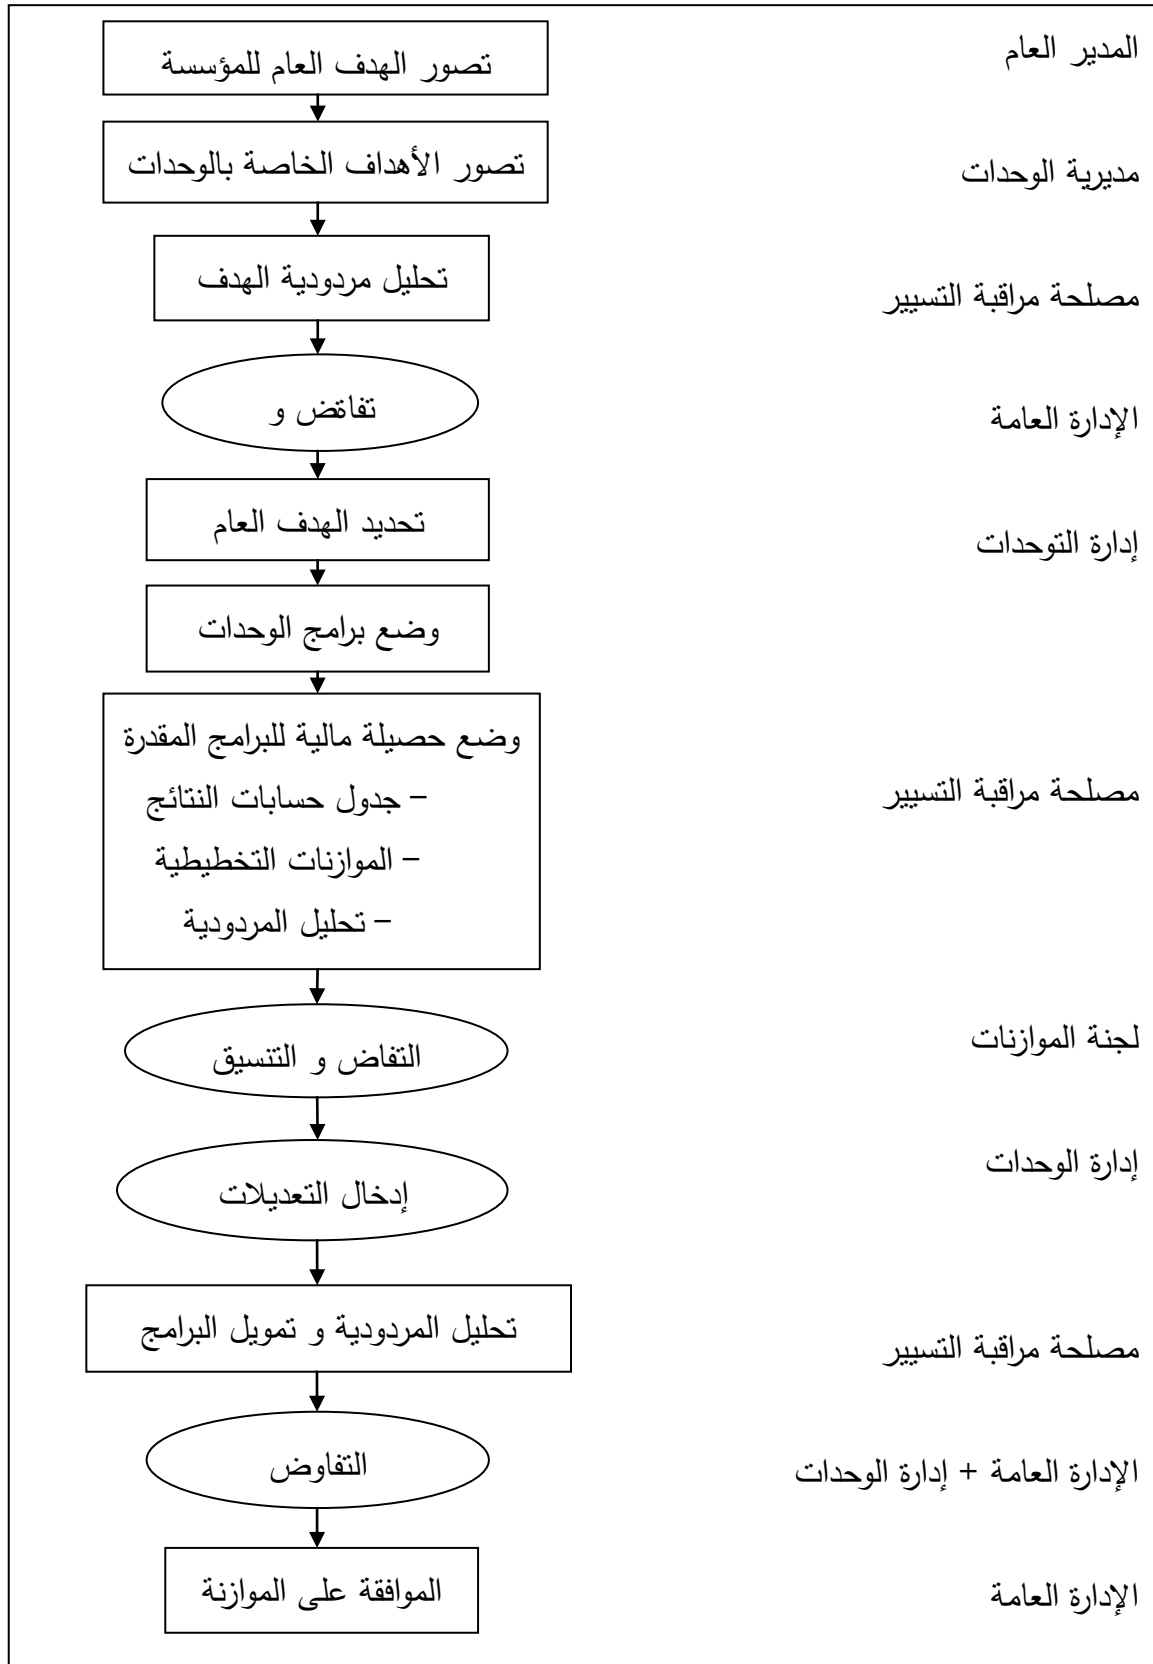 المدير العام
تصور الهدف العام للمؤسسة
مديرية الوحدات
تصور الأهداف الخاصة بالوحدات
مصلحة مراقبة التسيير
تحليل مردودية الهدف
الإدارة العامة
تفاقض و
إدارة التوحدات
تحديد الهدف العام
وضع برامج الوحدات
مصلحة مراقبة التسيير
وضع حصيلة مالية للبرامج المقدرة
– جدول حسابات النتائج
– الموازنات التخطيطية
– تحليل المردودية
لجنة الموازنات
التفاض و التنسيق
إدارة الوحدات
إدخال التعديلات
مصلحة مراقبة التسيير
تحليل المردودية و تمويل البرامج
الإدارة العامة + إدارة الوحدات
التفاوض
الإدارة العامة
الموافقة على الموازنة